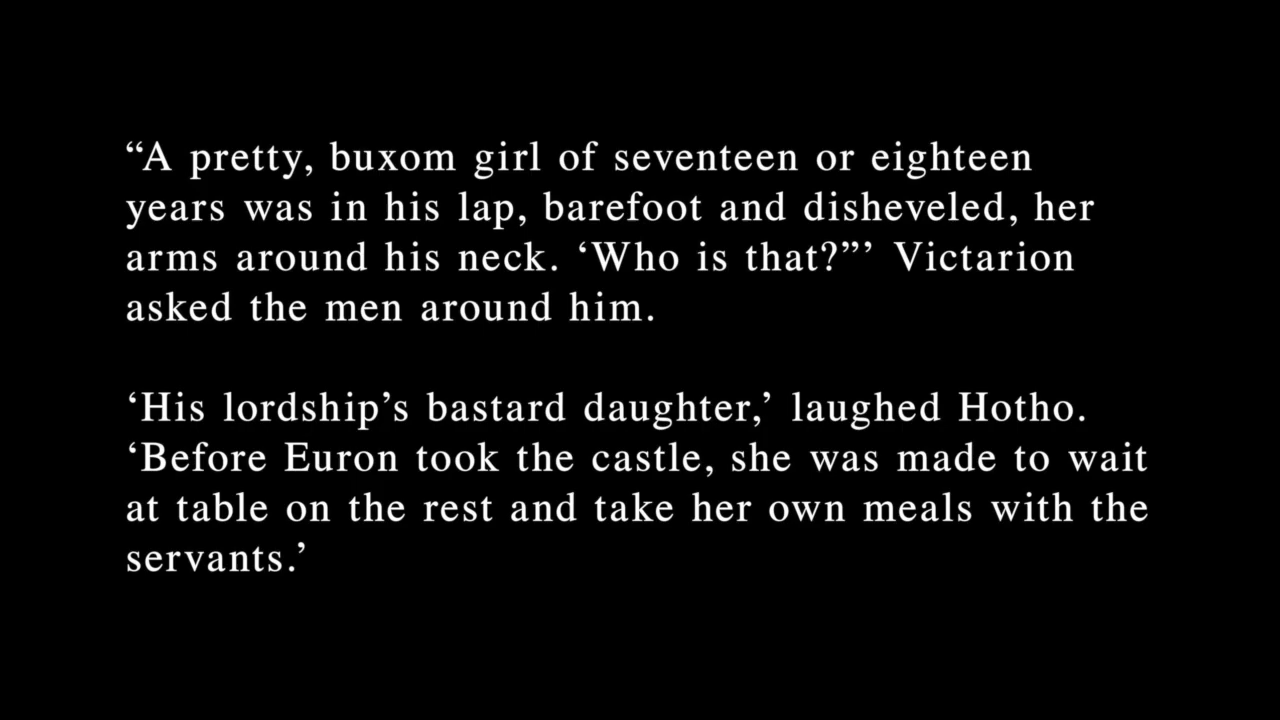 “A pretty, buxom girl of seventeen or eighteen
years was in his lap, barefoot and disheveled, her
arms around his neck. ‘Who is that?”’ Victarion
asked the men around him.
‘His lordship’s bastard daughter,’ laughed Hotho.
‘Before Euron took the castle, she was made to wait
at table on the rest and take her own meals with the
servants.’